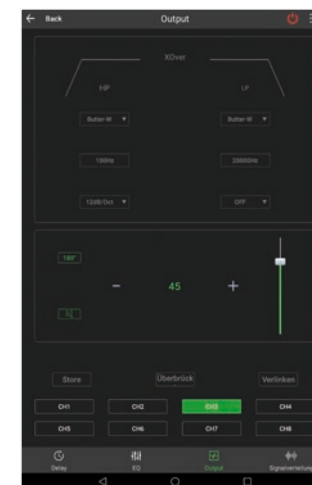 Back Output
XOver
HP LP
Butter-W Butter-W
100Hz 20000Hz
12dB/Oct OFF
180°
- 45 +
Store Überbrück Verlinken
CH1 CH2 CH3 CH4
CH5 CH6 CH7 CH8
Delay EQ Output Signalverteilung